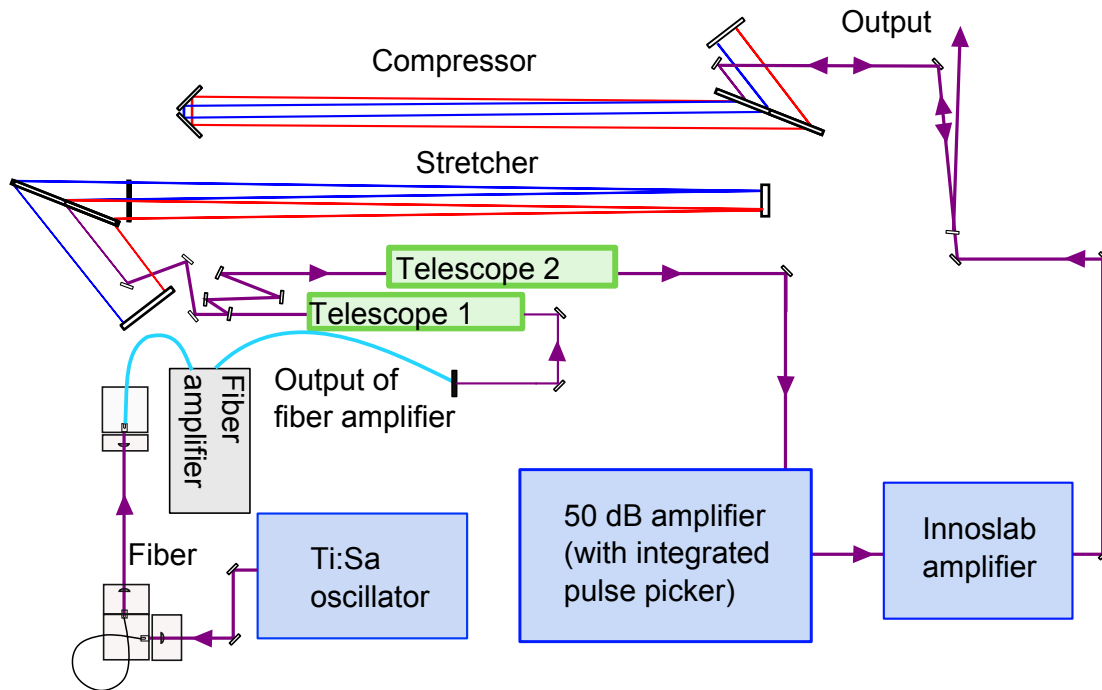 Output
Compressor
Stretcher
Telescope 2
Telescope 1
Fiber
amplifier
Output of
fiber amplifier
50 dB amplifier
(with integrated
pulse picker)
Innoslab
amplifier
Fiber
Ti:Sa
oscillator